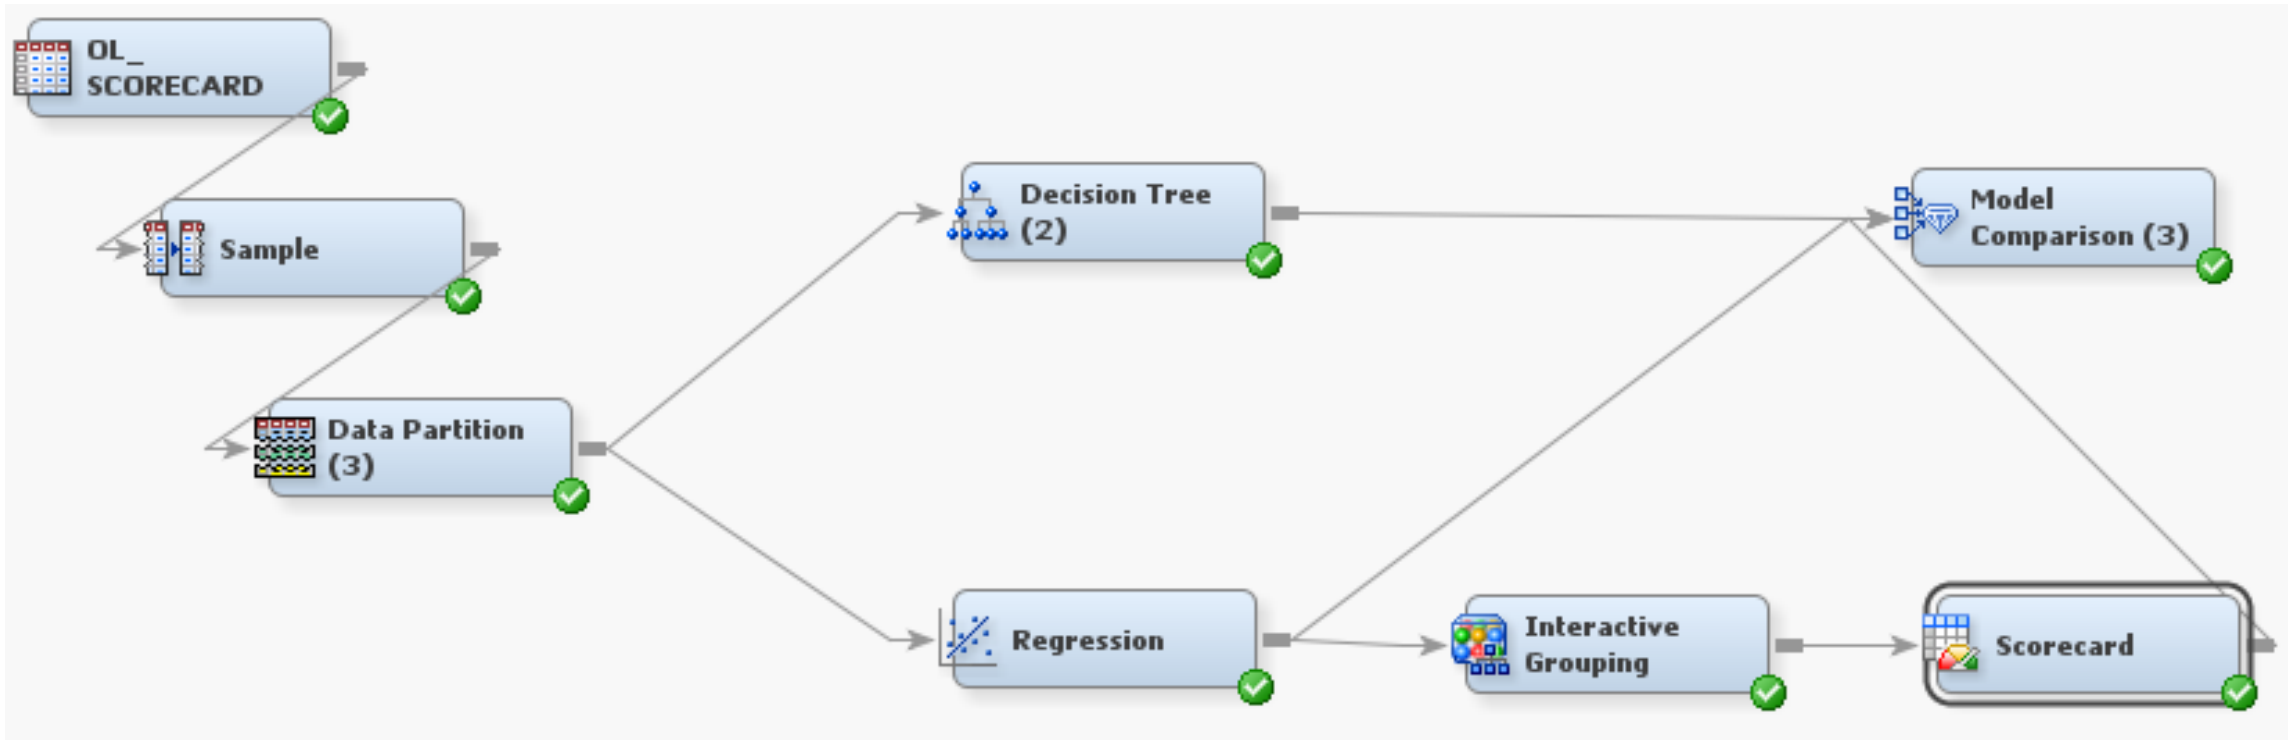 OL_
SCORECARD
Sample
Data Partition
(3)
Decision Tree
(2)
Model
Comparison (3)
Regression
Interactive
Grouping
Scorecard